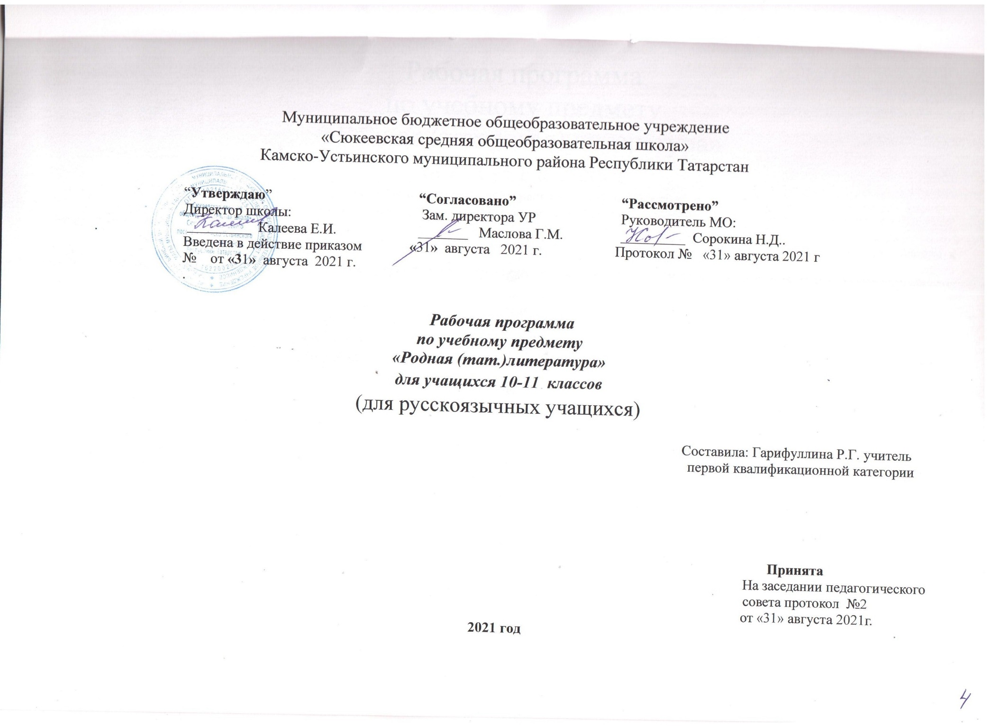 Муниципальное бюджетное общеобразовательное учреждение
«Сюкеевская средняя общеобразовательная школа»
Камско-Устьинского муниципального района Республики Татарстан
“Утверждаю”
Директор школы:
Калеева Е.И.
Введена в действие приказом
№ от «31» августа 2021 г.
.
“Согласовано”
Зам. директора УР
Маслова Г.М.
«31» августа 2021 г.
“Рассмотрено”
Руководитель МО:
Сорокина Н.Д..
Протокол № «31» августа 2021 г
Рабочая программа
по учебному предмету
«Родная (тат.)литература»
для учащихся 10-11 классов
(для русскоязычных учащихся)
Составила: Гарифуллина Р.Г. учитель
первой квалификационной категории
Принята
На заседании педагогического
совета протокол №2
от «31» августа 2021г.
2021 год
4